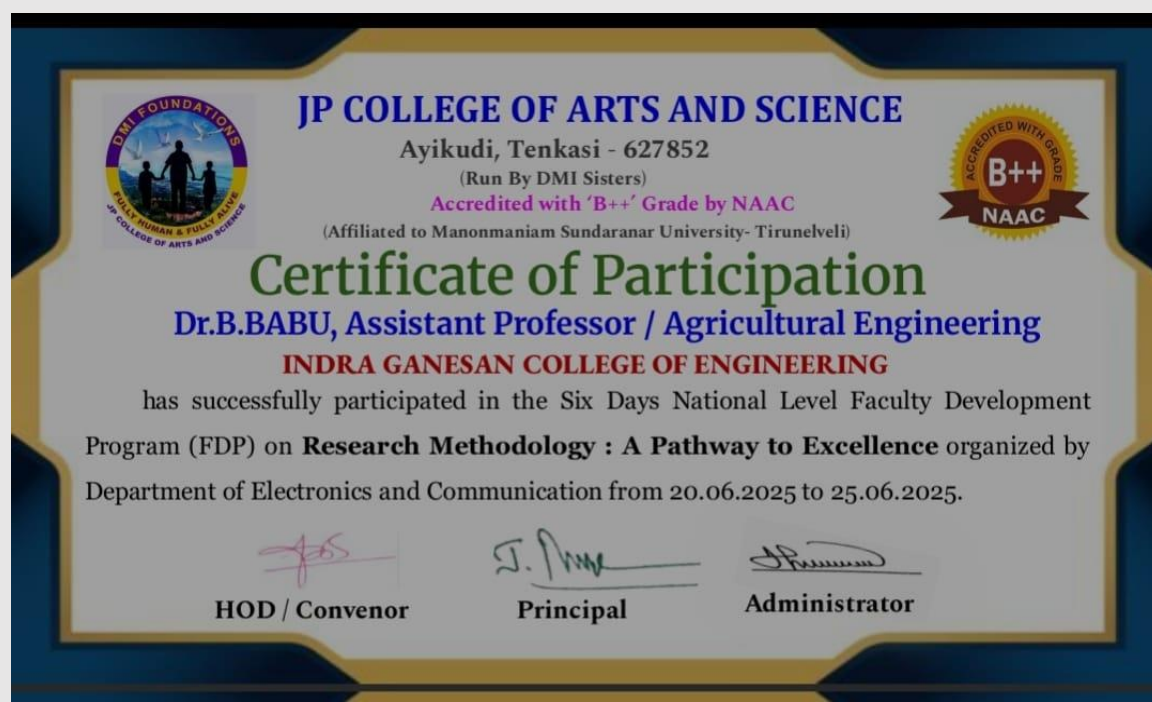 DMI FOUNDATIONS
FULLY HUMAN & FULLY ALIVE
JP COLLEGE OF ARTS AND SCIENCE
JP COLLEGE OF ARTS AND SCIENCE
Ayikudi, Tenkasi - 627852
(Run By DMI Sisters)
Accredited with ‘B++’ Grade by NAAC
(Affiliated to Manonmaniam Sundaranar University- Tirunelveli)
ACCREDITED WITH GRADE
B++
NAAC
Certificate of Participation
Dr.B.BABU, Assistant Professor / Agricultural Engineering
INDRA GANESAN COLLEGE OF ENGINEERING
has successfully participated in the Six Days National Level Faculty Development
Program (FDP) on Research Methodology : A Pathway to Excellence organized by
Department of Electronics and Communication from 20.06.2025 to 25.06.2025.
HOD / Convenor
Principal
Administrator